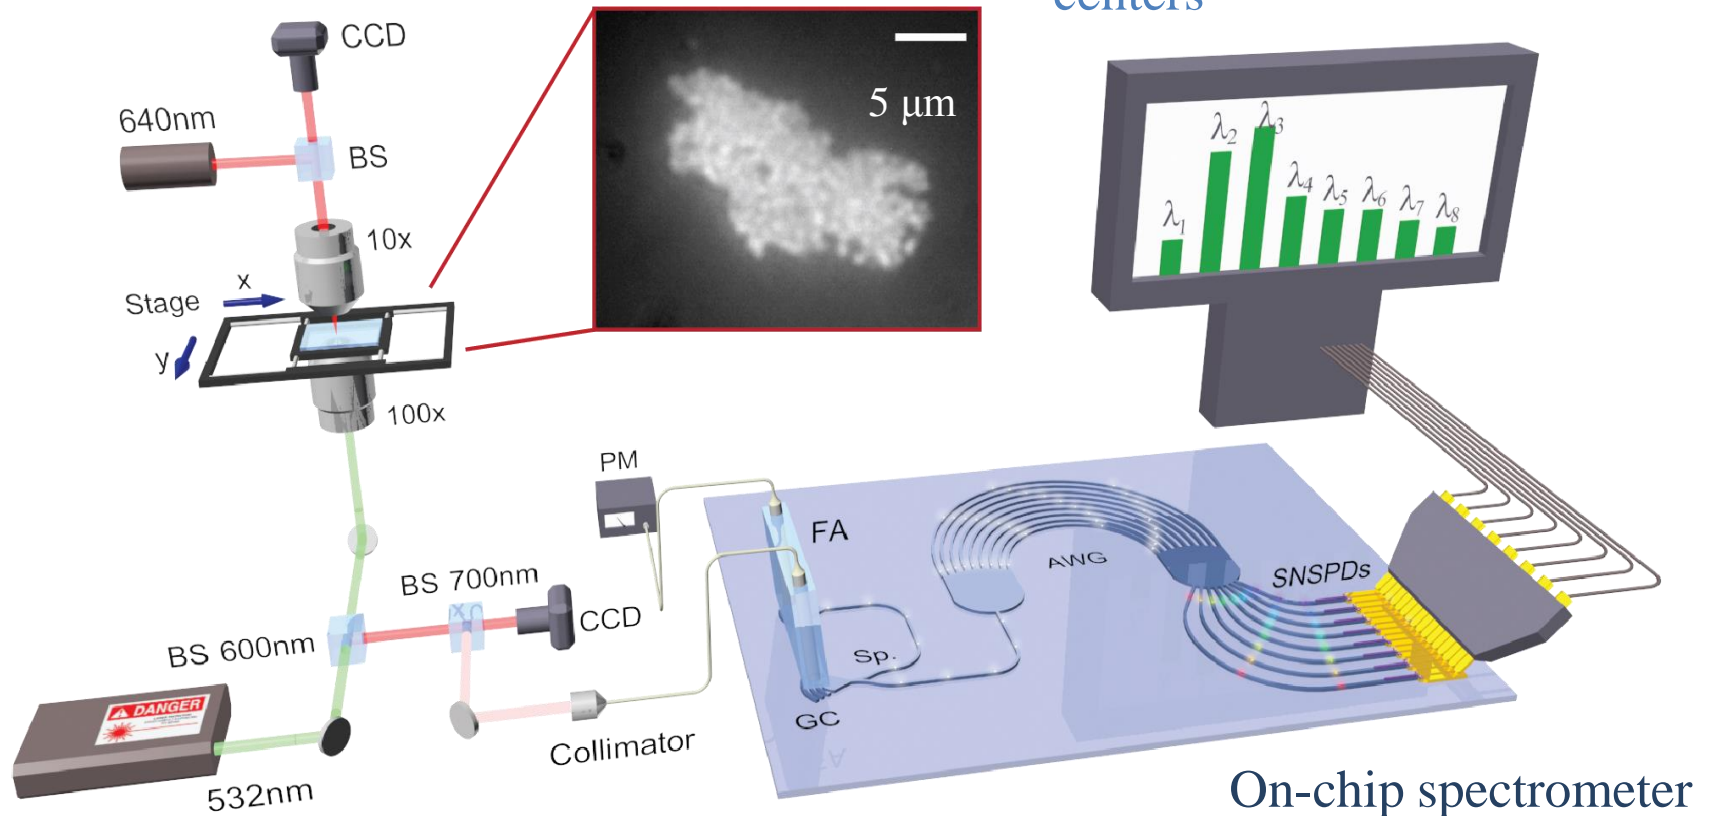 centers
CCD
640nm
BS
10x
Stage
x
y
100x
5 μm
λ1
λ2
λ3
λ4
λ5
λ6
λ7
λ8
PM
FA
AWG
SNSPDs
BS 700nm
CCD
BS 600nm
Sp.
GC
DANGER
Collimator
532nm
On-chip spectrometer